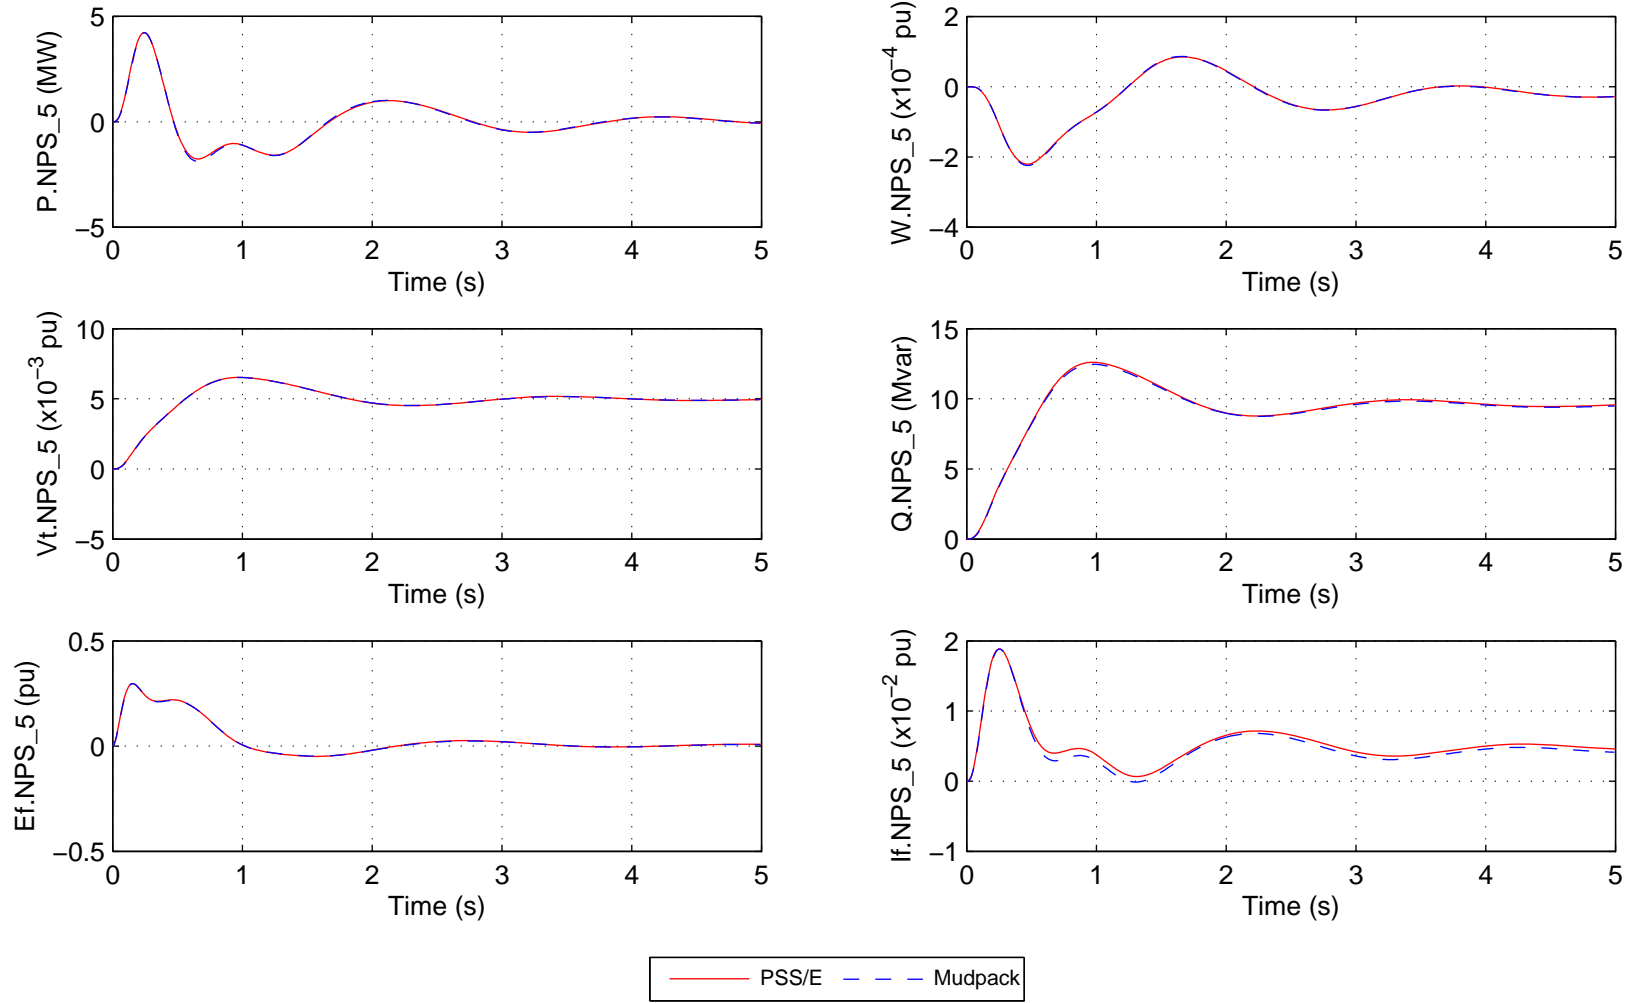 P.NPS_5 (MW)
5
0
−5
0 1 2 3 4 5
Time (s)
W.NPS_5 (x10−4 pu)
2
0
−2
−4
0 1 2 3 4 5
Time (s)
Vt.NPS_5 (x10−3 pu)
10
5
0
−5
0 1 2 3 4 5
Time (s)
Q.NPS_5 (Mvar)
15
10
5
0
0 1 2 3 4 5
Time (s)
Ef.NPS_5 (pu)
0.5
0
−0.5
0 1 2 3 4 5
Time (s)
If.NPS_5 (x10−2 pu)
2
1
0
−1
0 1 2 3 4 5
Time (s)
PSS/E Mudpack